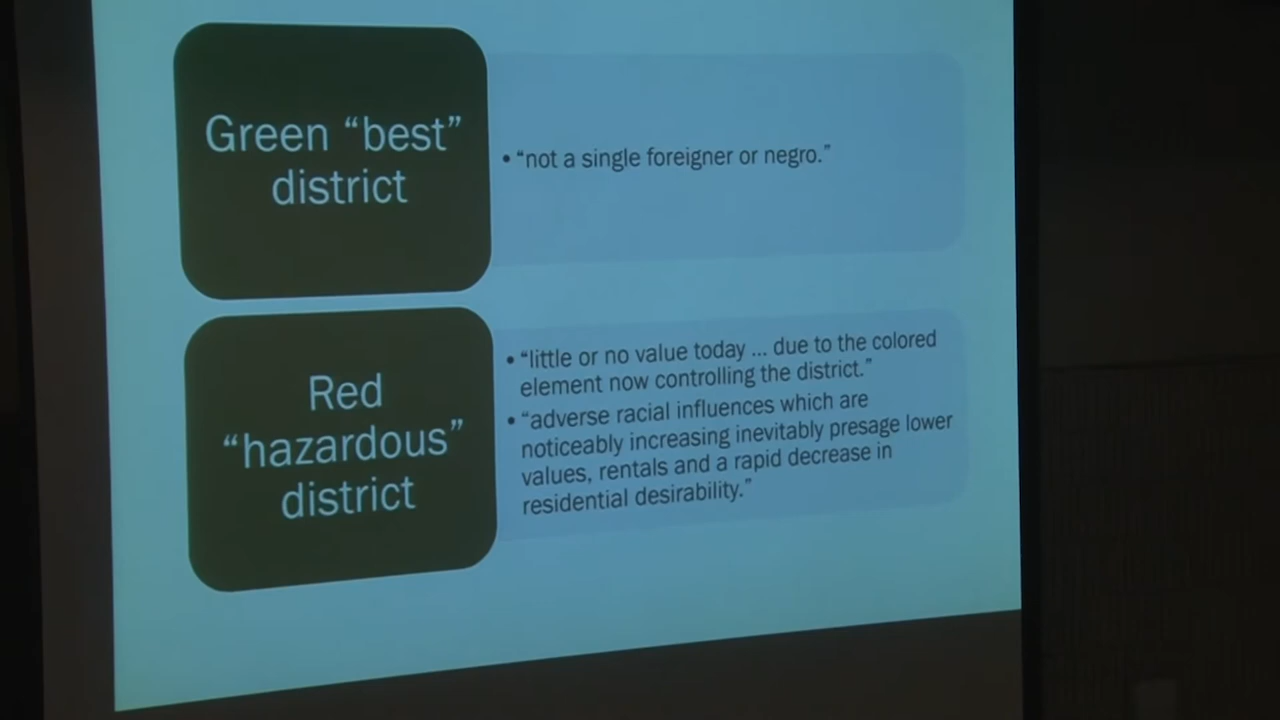 Green “best”
district
• “not a single foreigner or negro.”
Red
“hazardous”
district
• “little or no value today ... due to the colored
element now controlling the district.”
• “adverse racial influences which are
noticeably increasing inevitably presage lower
values, rentals and a rapid decrease in
residential desirability.”